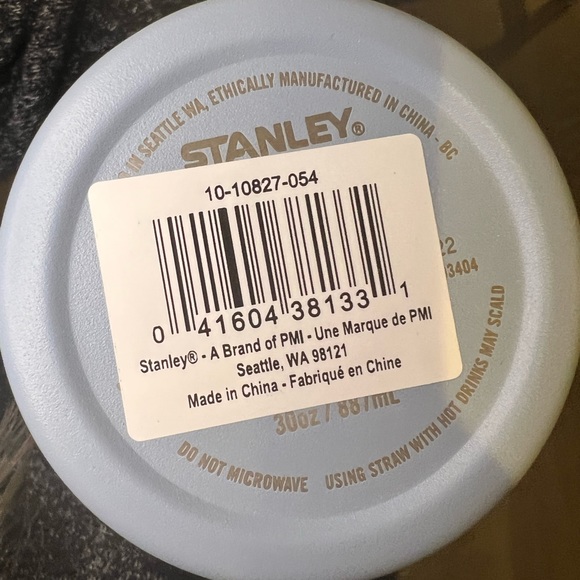 IN SEATTLE WA, ETHICALLY MANUFACTURED IN CHINA - BC
STANLEY®
10-10827-054
0 41604 38133 1
Stanley® - A Brand of PMI - Une Marque de PMI
Seattle, WA 98121
Made in China - Fabriqué en Chine
22
3404
30oz / 887mL
DO NOT MICROWAVE USING STRAW WITH HOT DRINKS MAY SCALD